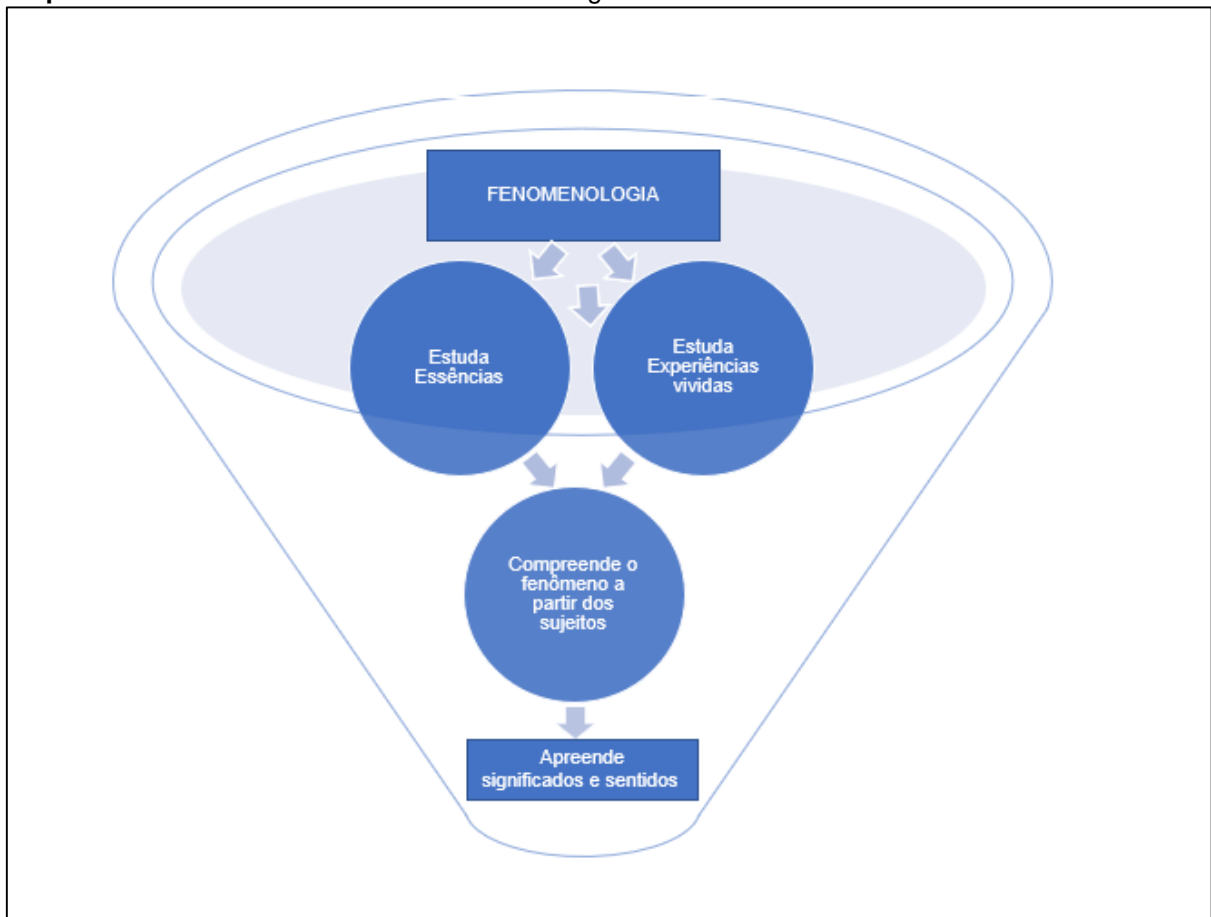 FENOMENOLOGIA
Estuda
Essências
Estuda
Experiências
vividas
Compreende o
fenômeno a
partir dos
sujeitos
Apreende
significados e sentidos